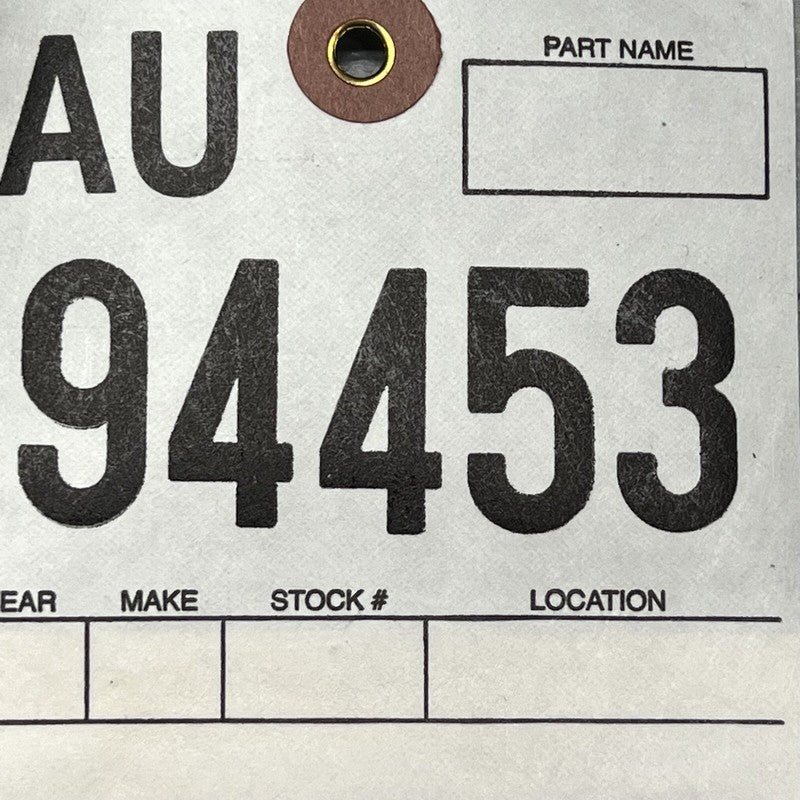 AU
PART NAME
94453
EAR MAKE STOCK # LOCATION